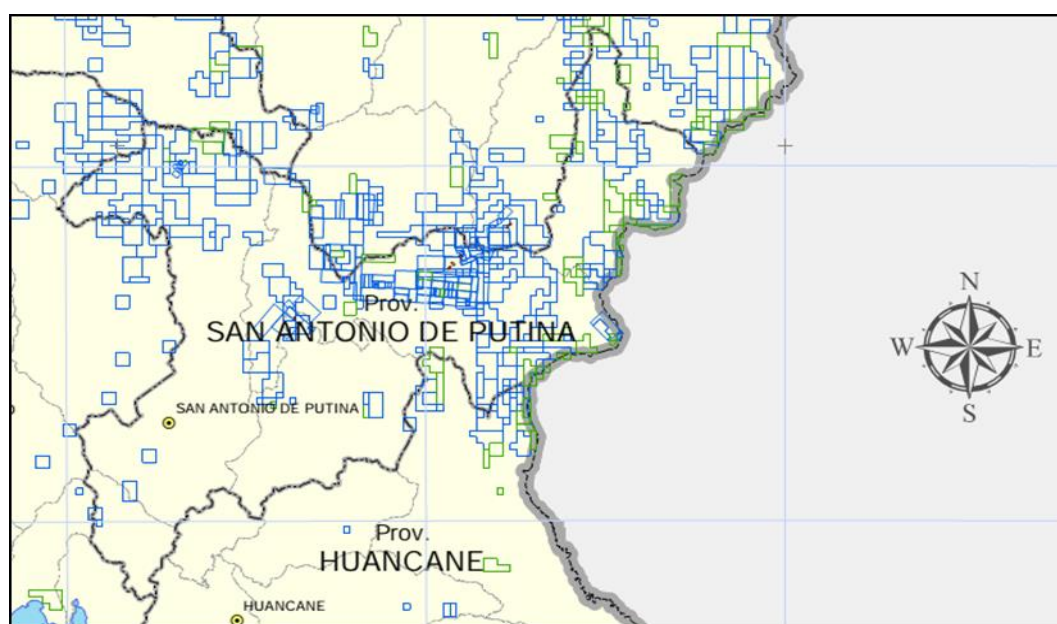 N
W
E
S
Prov.
SAN ANTONIO DE PUTINA
SAN ANTONIO DE PUTINA
Prov.
HUANCANE
HUANCANE